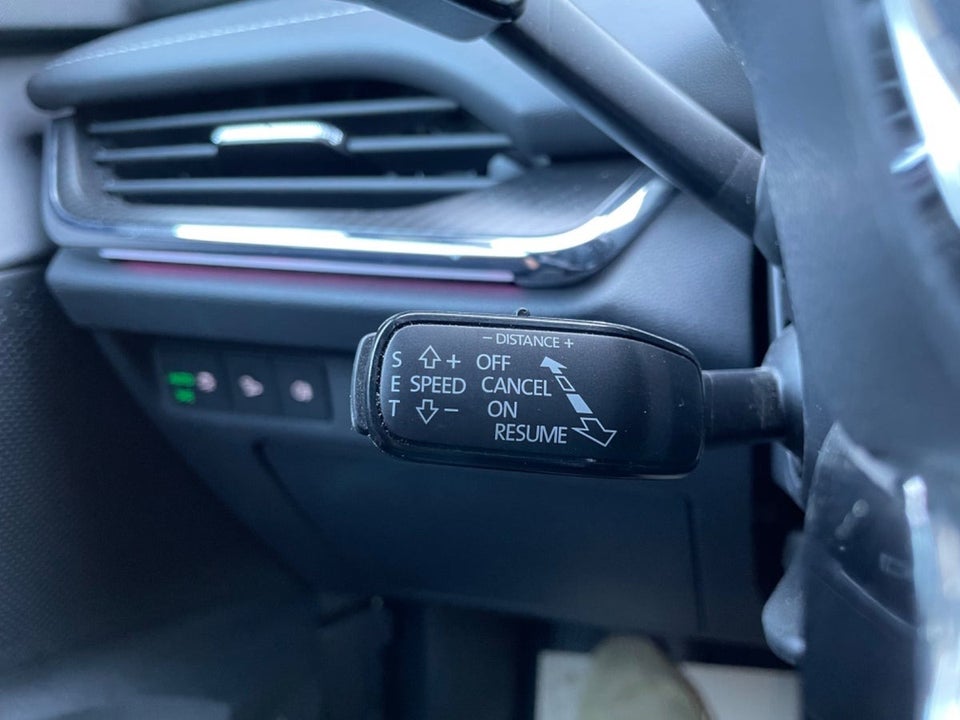 - DISTANCE +
S + OFF
E SPEED CANCEL
T - ON
RESUME